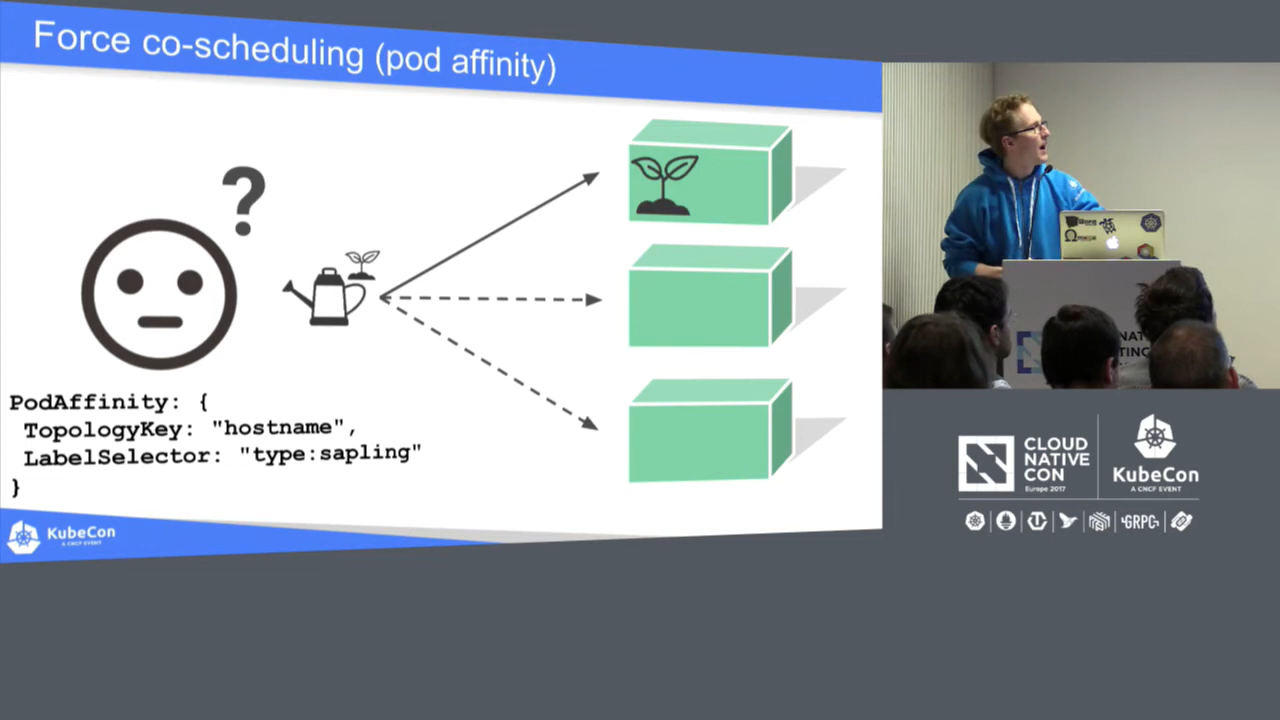 Force co-scheduling (pod affinity)
?
PodAffinity: {
TopologyKey: "hostname",
LabelSelector: "type:sapling"
}
KubeCon
A CNCF EVENT
CLOUD
NATIVE
CON
Europe 2017
KubeCon
A CNCF EVENT
GRPC